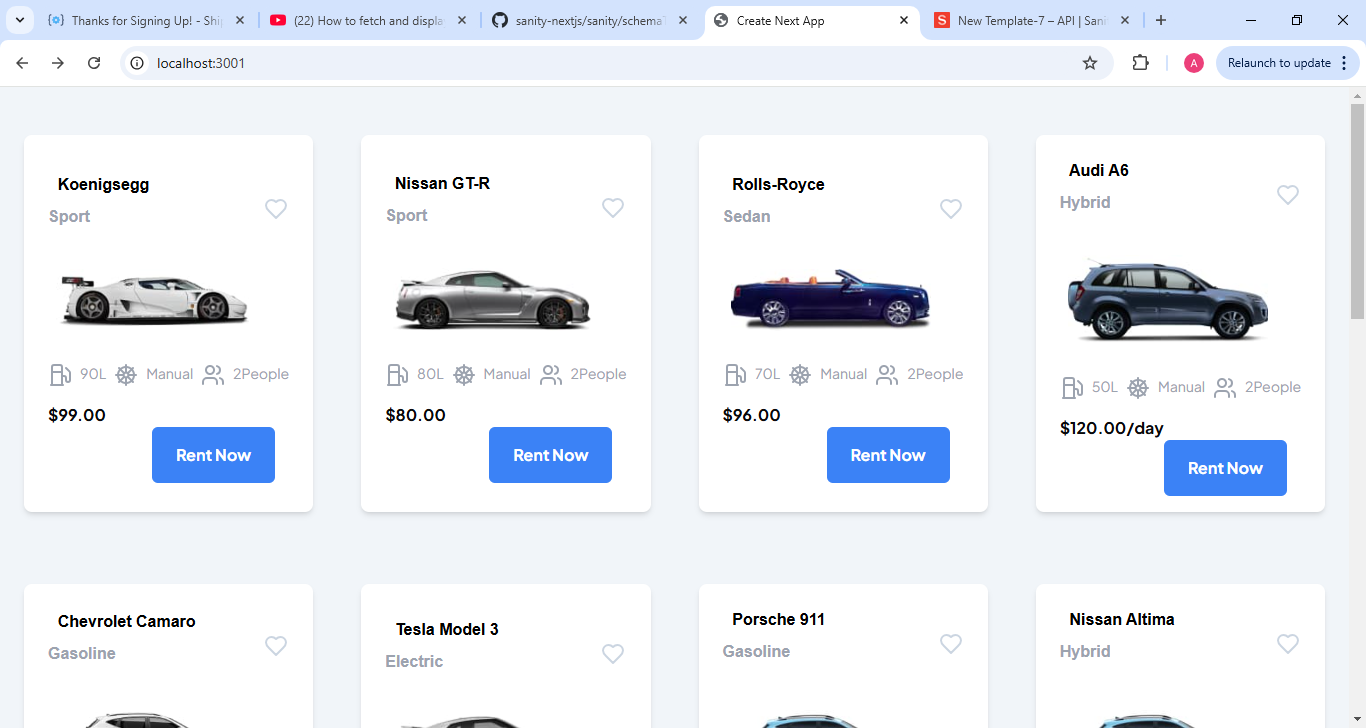 Thanks for Signing Up! - Ship
(22) How to fetch and displa
sanity-nextjs/sanity/schemaT
Create Next App
New Template-7 – API | Sani
localhost:3001
A
Relaunch to update
Koenigsegg
Sport
90L Manual 2People
$99.00
Rent Now
Nissan GT-R
Sport
80L Manual 2People
$80.00
Rent Now
Rolls-Royce
Sedan
70L Manual 2People
$96.00
Rent Now
Audi A6
Hybrid
50L Manual 2People
$120.00/day
Rent Now
Chevrolet Camaro
Gasoline
Tesla Model 3
Electric
Porsche 911
Gasoline
Nissan Altima
Hybrid